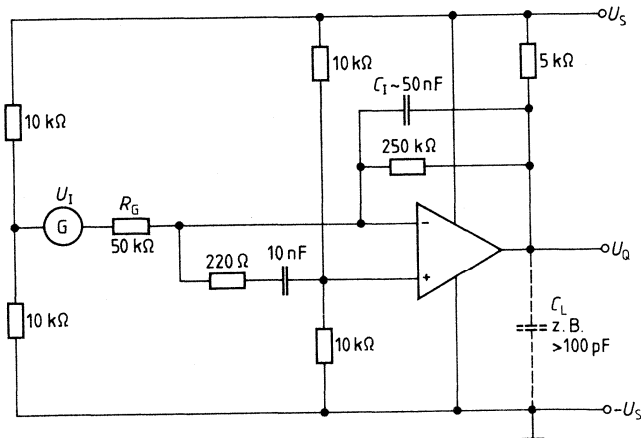 U_S
10 kΩ
5 kΩ
C_I ~ 50 nF
10 kΩ
250 kΩ
U_I
R_G
G
50 kΩ
−
220 Ω
10 nF
+
U_Q
10 kΩ
C_L
z. B.
>100 pF
10 kΩ
-U_S